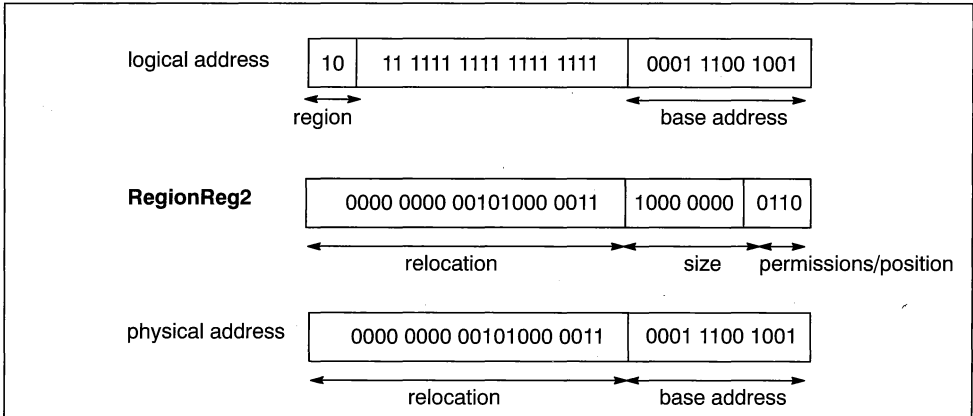 logical address 10 11 1111 1111 1111 1111 0001 1100 1001
region base address
RegionReg2 0000 0000 00101000 0011 1000 0000 0110
relocation size permissions/position
physical address 0000 0000 00101000 0011 0001 1100 1001
relocation base address